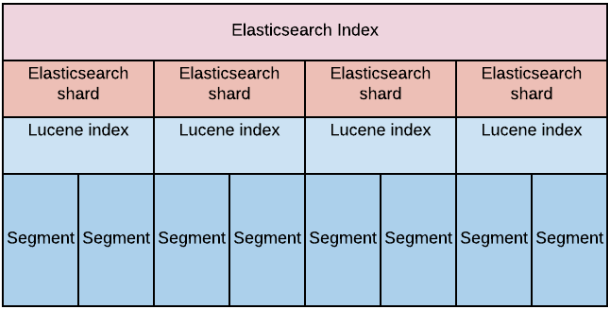 Elasticsearch Index
Elasticsearch
shard
Elasticsearch
shard
Elasticsearch
shard
Elasticsearch
shard
Lucene index
Lucene index
Lucene index
Lucene index
Segment
Segment
Segment
Segment
Segment
Segment
Segment
Segment